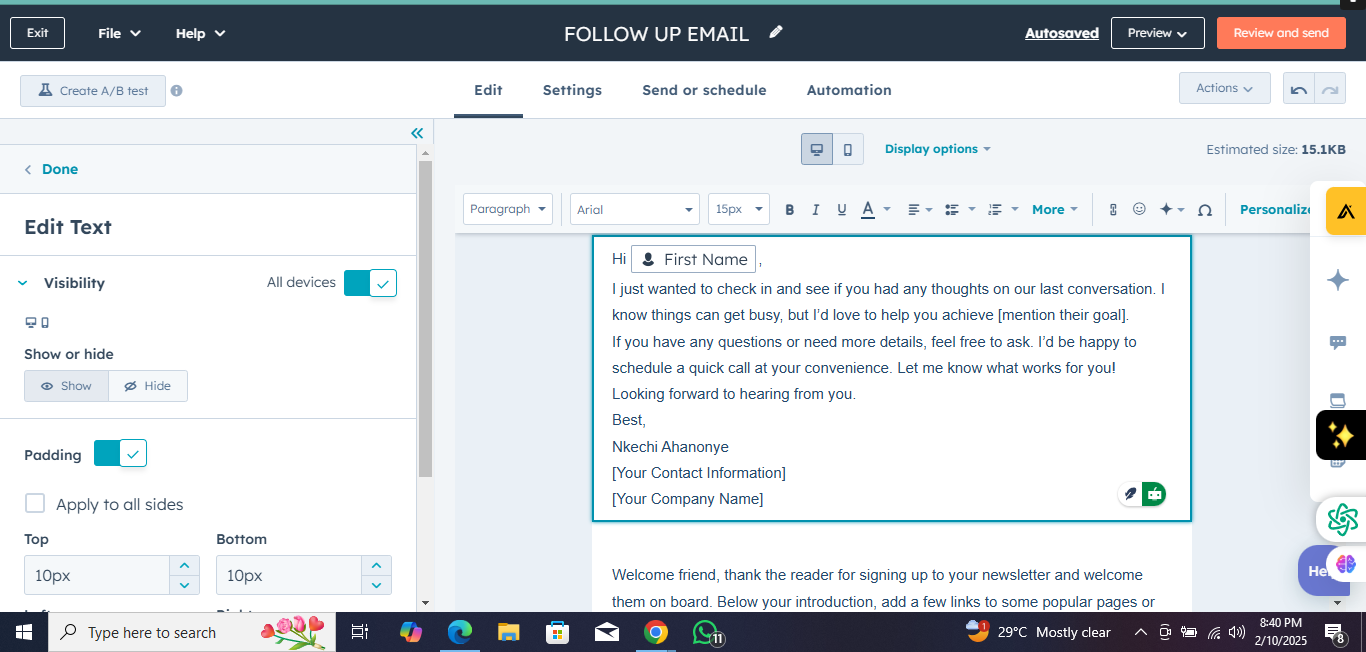 Exit
File
Help
FOLLOW UP EMAIL
Autosaved
Preview
Review and send
Create A/B test
Edit
Settings
Send or schedule
Automation
Actions
Done
Display options
Estimated size: 15.1KB
Edit Text
Paragraph
Arial
15px
B
I
U
A
More
Personalize
Visibility
All devices
Show or hide
Show
Hide
Padding
Apply to all sides
Top
Bottom
10px
10px
Hi First Name ,
I just wanted to check in and see if you had any thoughts on our last conversation. I
know things can get busy, but I’d love to help you achieve [mention their goal].
If you have any questions or need more details, feel free to ask. I’d be happy to
schedule a quick call at your convenience. Let me know what works for you!
Looking forward to hearing from you.
Best,
Nkechi Ahanonye
[Your Contact Information]
[Your Company Name]
Welcome friend, thank the reader for signing up to your newsletter and welcome
them on board. Below your introduction, add a few links to some popular pages or
Type here to search
11
1
29°C Mostly clear
8:40 PM
2/10/2025
8